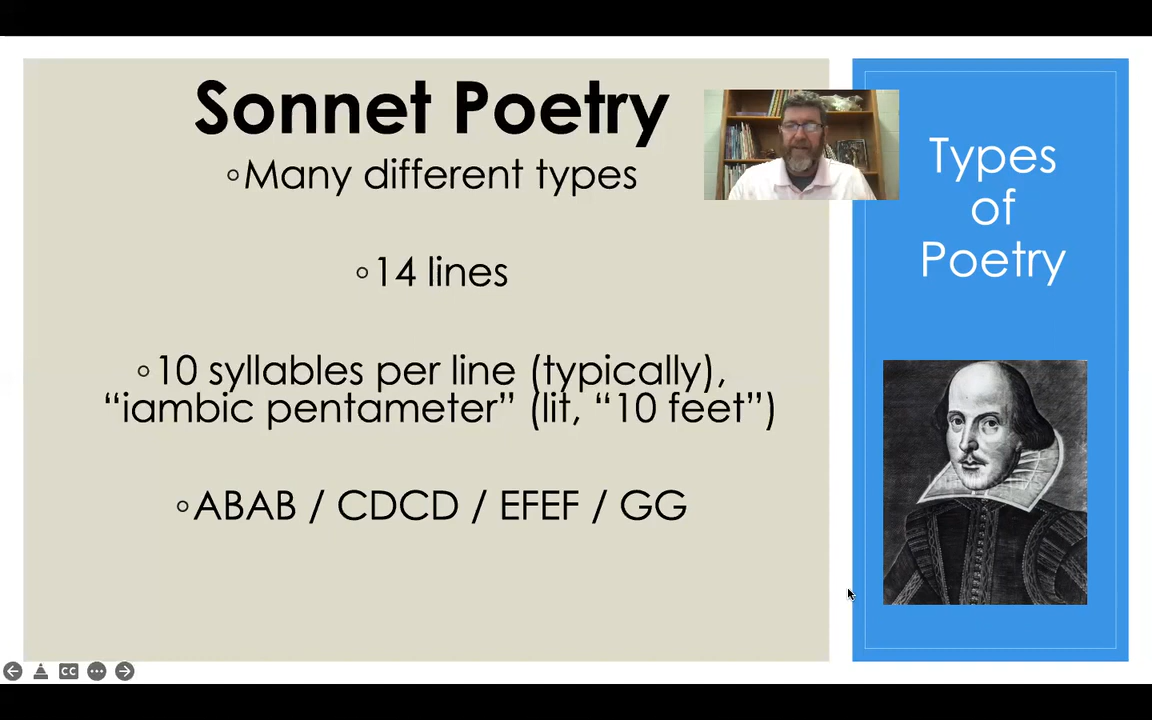 Sonnet Poetry
◦Many different types
◦14 lines
◦10 syllables per line (typically),
“iambic pentameter” (lit, “10 feet”)
◦ABAB / CDCD / EFEF / GG
Types
of
Poetry
CC